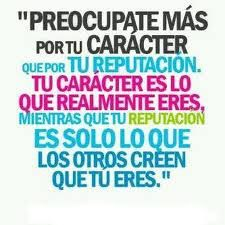 "PREOCUPATE MÁS
POR TU CARÁCTER
QUE POR TU REPUTACIÓN.
TU CARÁCTER ES LO
QUE REALMENTE ERES,
MIENTRAS QUE TU REPUTACIÓN
ES SOLO LO QUE
LOS OTROS CREEN
QUE TÚ ERES."